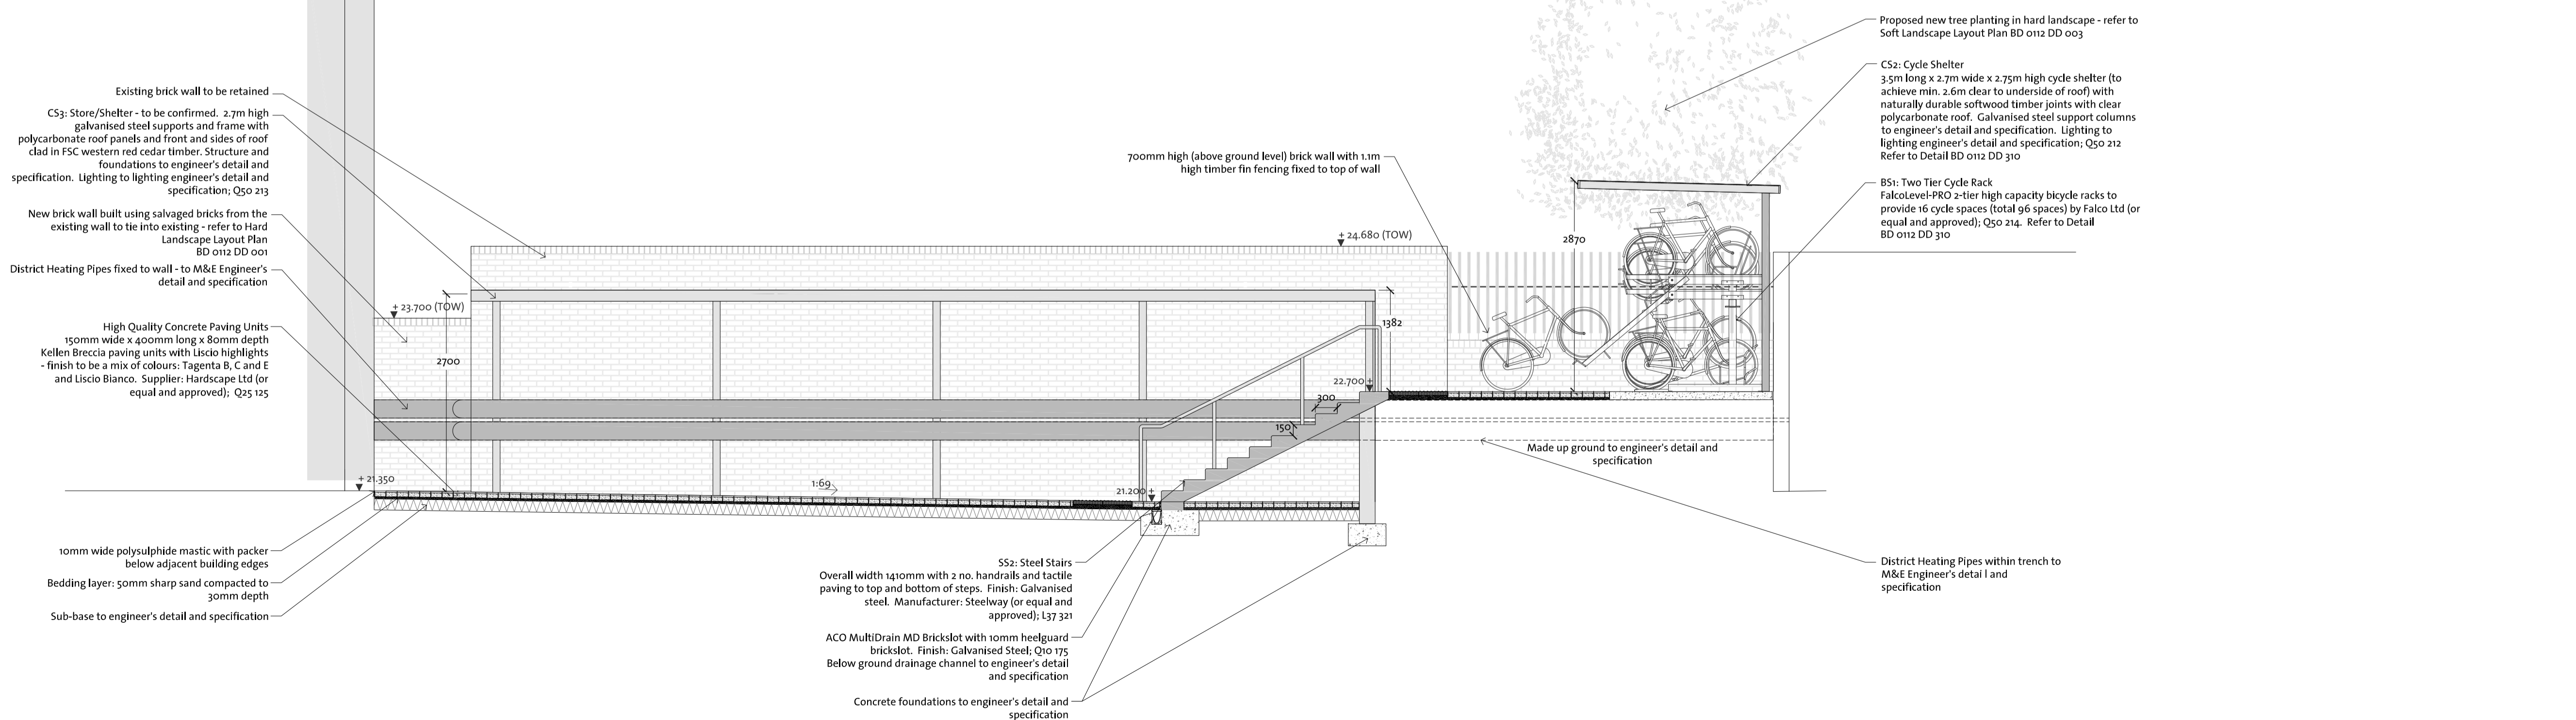 Existing brick wall to be retained
CS3: Store/Shelter - to be confirmed. 2.7m high
galvanised steel supports and frame with
polycarbonate roof panels and front and sides of roof
clad in FSC western red cedar timber. Structure and
foundations to engineer's detail and
specification. Lighting to lighting engineer's detail and
specification; Q50 213
New brick wall built using salvaged bricks from the
existing wall to tie into existing - refer to Hard
Landscape Layout Plan
BD 0112 DD 001
District Heating Pipes fixed to wall - to M&E Engineer's
detail and specification
High Quality Concrete Paving Units
150mm wide x 400mm long x 80mm depth
Kellen Breccia paving units with Liscio highlights
- finish to be a mix of colours: Tagenta B, C and E
and Liscio Bianco. Supplier: Hardscape Ltd (or
equal and approved); Q25 125
10mm wide polysulphide mastic with packer
below adjacent building edges
Bedding layer: 50mm sharp sand compacted to
30mm depth
Sub-base to engineer's detail and specification
+ 23.700 (TOW)
2700
+ 21.350
1:69
21.200 +
SS2: Steel Stairs
Overall width 1410mm with 2 no. handrails and tactile
paving to top and bottom of steps. Finish: Galvanised
steel. Manufacturer: Steelway (or equal and
approved); L37 321
ACO MultiDrain MD Brickslot with 10mm heelguard
brickslot. Finish: Galvanised Steel; Q10 175
Below ground drainage channel to engineer's detail
and specification
Concrete foundations to engineer's detail and
specification
700mm high (above ground level) brick wall with 1.1m
high timber fin fencing fixed to top of wall
+ 24.680 (TOW)
1382
22.700 +
300
150
2870
Made up ground to engineer's detail and
specification
Proposed new tree planting in hard landscape - refer to
Soft Landscape Layout Plan BD 0112 DD 003
CS2: Cycle Shelter
3.5m long x 2.7m wide x 2.75m high cycle shelter (to
achieve min. 2.6m clear to underside of roof) with
naturally durable softwood timber joints with clear
polycarbonate roof. Galvanised steel support columns
to engineer's detail and specification. Lighting to
lighting engineer's detail and specification; Q50 212
Refer to Detail BD 0112 DD 310
BS1: Two Tier Cycle Rack
FalcoLevel-PRO 2-tier high capacity bicycle racks to
provide 16 cycle spaces (total 96 spaces) by Falco Ltd (or
equal and approved); Q50 214. Refer to Detail
BD 0112 DD 310
District Heating Pipes within trench to
M&E Engineer's detai l and
specification